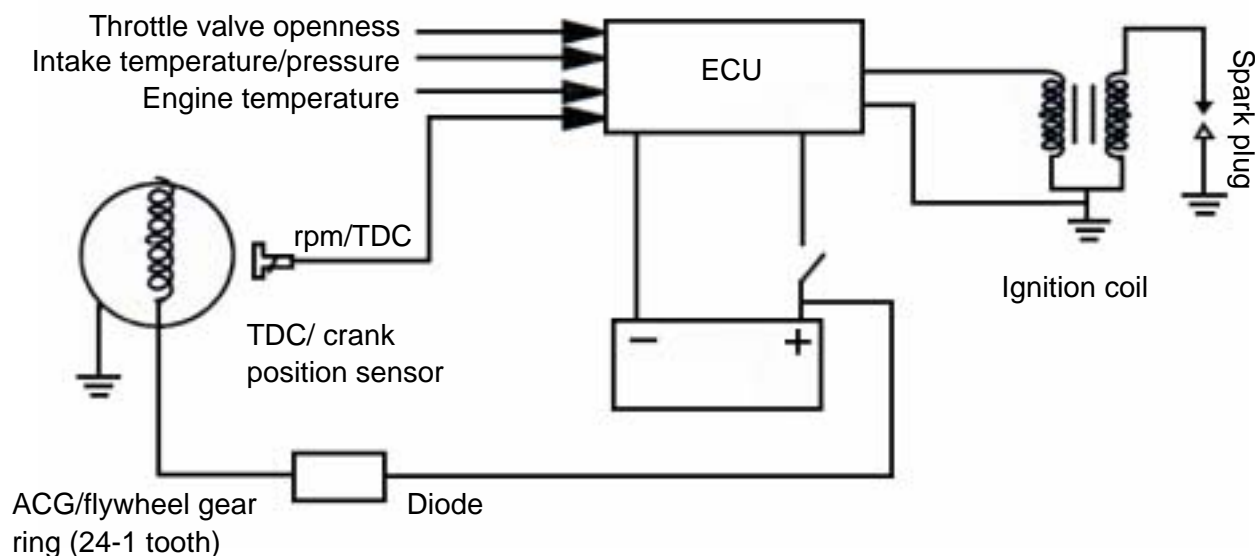 Throttle valve openness
Intake temperature/pressure
Engine temperature
ECU
Spark plug
rpm/TDC
Ignition coil
TDC/ crank
position sensor
− +
ACG/flywheel gear
ring (24-1 tooth)
Diode